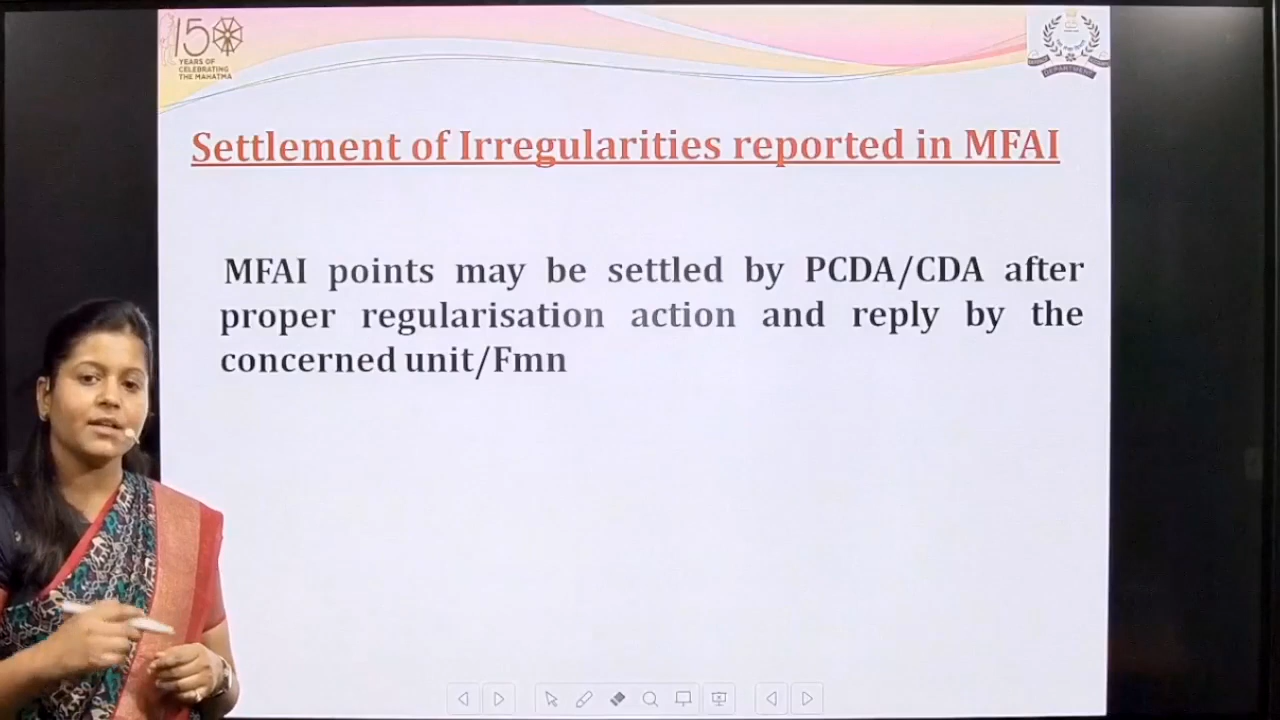 150
YEARS OF
CELEBRATING
THE MAHATMA
DEPARTMENT
Settlement of Irregularities reported in MFAI
MFAI points may be settled by PCDA/CDA after
proper regularisation action and reply by the
concerned unit/Fmn